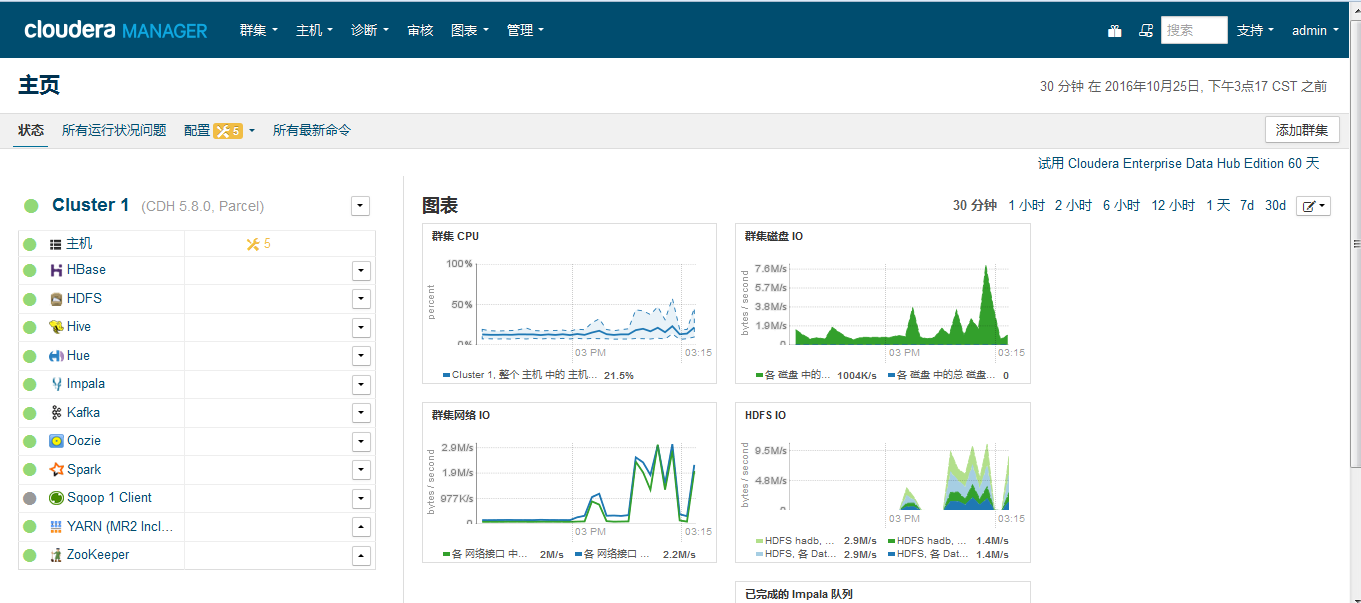 cloudera MANAGER 群集 主机 诊断 审核 图表 管理 搜索 支持 admin
主页
30 分钟 在 2016年10月25日, 下午3点17 CST 之前
状态 所有运行状况问题 配置 5 所有最新命令 添加群集
试用 Cloudera Enterprise Data Hub Edition 60 天
Cluster 1 (CDH 5.8.0, Parcel)
主机 5
HBase
HDFS
Hive
Hue
Impala
Kafka
Oozie
Spark
Sqoop 1 Client
YARN (MR2 Incl...
ZooKeeper
图表
30 分钟 1 小时 2 小时 6 小时 12 小时 1 天 7d 30d
群集 CPU
percent
100%
50%
0%
03 PM 03:15
Cluster 1, 整个 主机 中的 主机... 21.5%
群集磁盘 IO
bytes / second
7.6M/s
5.7M/s
3.8M/s
1.9M/s
0
03 PM 03:15
各 磁盘 中的... 1004K/s 各 磁盘 中的总 磁盘... 0
群集网络 IO
bytes / second
2.9M/s
1.9M/s
977K/s
0
03 PM 03:15
各 网络接口 中... 2M/s 各 网络接口 ... 2.2M/s
HDFS IO
bytes / second
9.5M/s
4.8M/s
0
03 PM 03:15
HDFS hadb, ... 2.9M/s HDFS hadb, ... 1.4M/s
HDFS, 各 Dat... 2.9M/s HDFS, 各 Dat... 1.4M/s
已完成的 Impala 队列